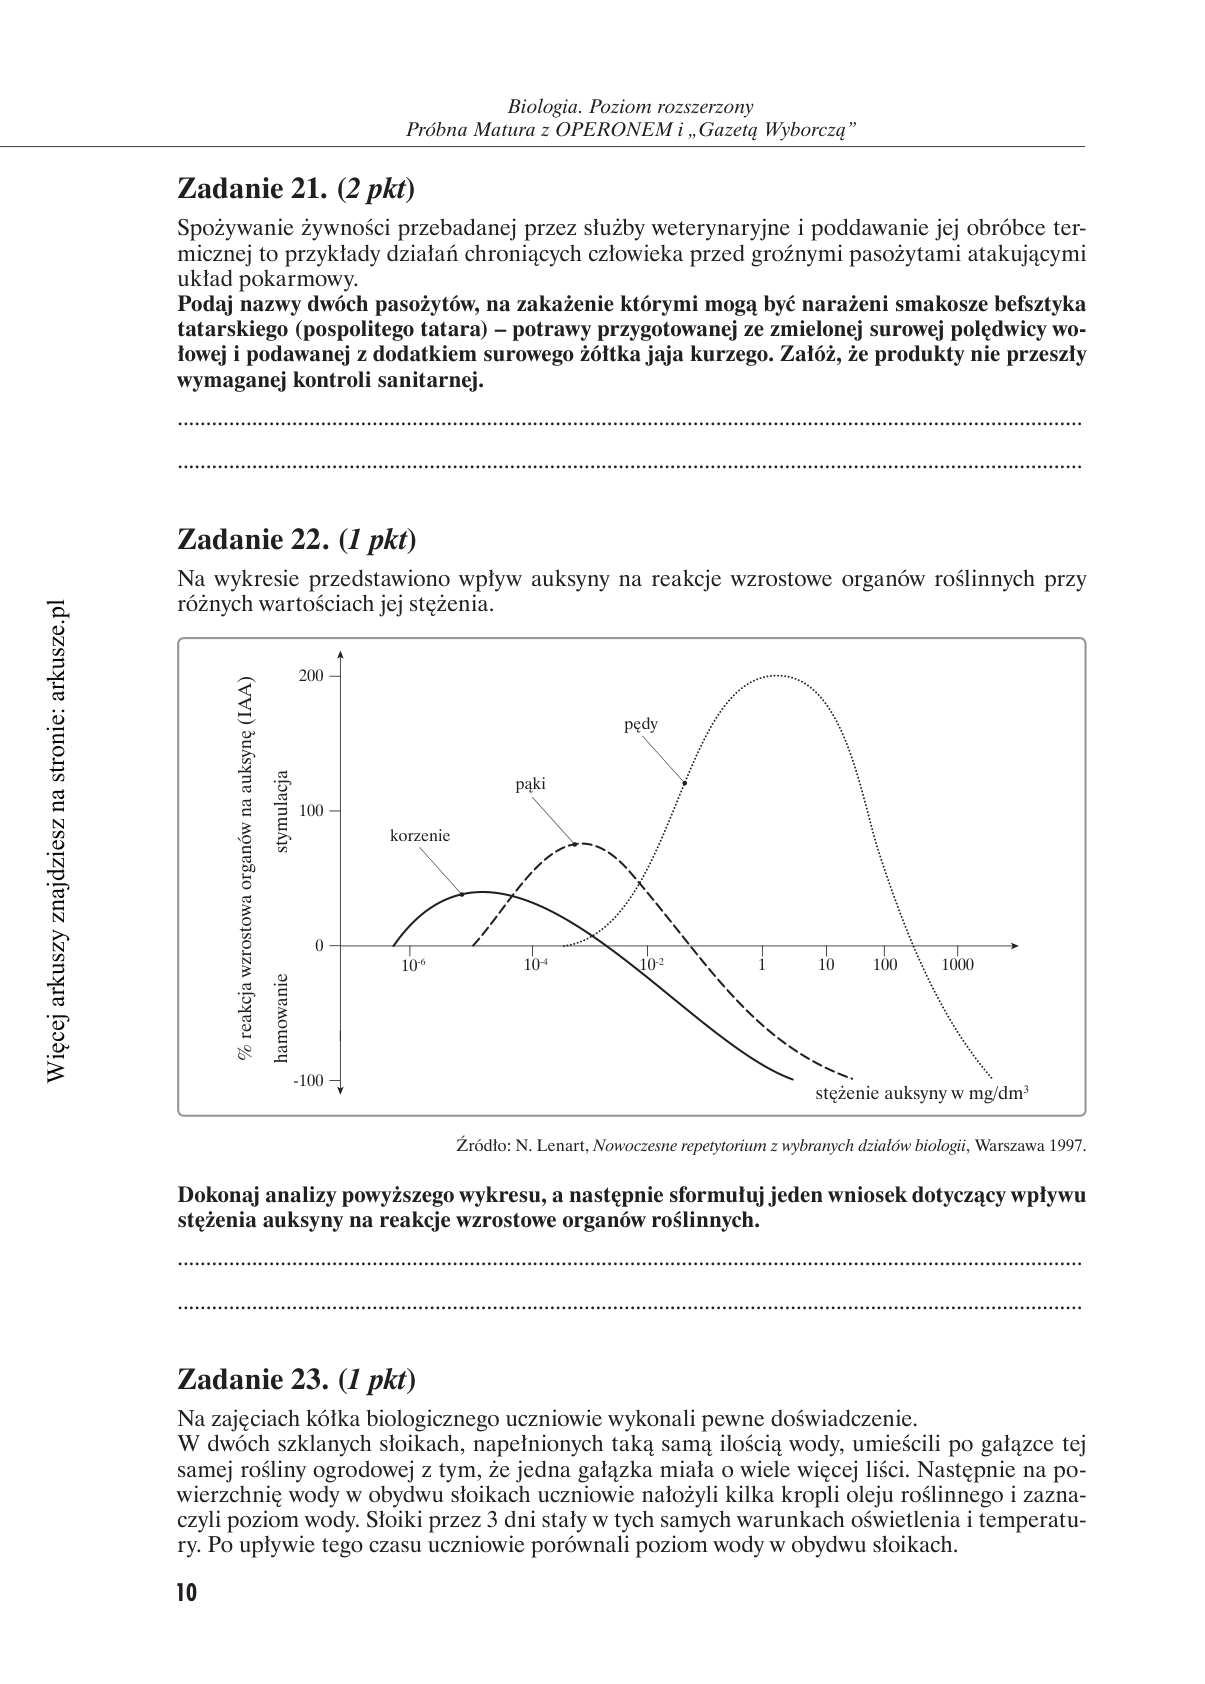 Biologia. Poziom rozszerzony
Próbna Matura z OPERONEM i „Gazetą Wyborczą”
Zadanie 21. (2 pkt)
Spożywanie żywności przebadanej przez służby weterynaryjne i poddawanie jej obróbce ter-
micznej to przykłady działań chroniących człowieka przed groźnymi pasożytami atakującymi
układ pokarmowy.
Podaj nazwy dwóch pasożytów, na zakażenie którymi mogą być narażeni smakosze befsztyka
tatarskiego (pospolitego tatara) – potrawy przygotowanej ze zmielonej surowej polędwicy wo-
łowej i podawanej z dodatkiem surowego żółtka jaja kurzego. Załóż, że produkty nie przeszły
wymaganej kontroli sanitarnej.
Zadanie 22. (1 pkt)
Na wykresie przedstawiono wpływ auksyny na reakcje wzrostowe organów roślinnych przy
różnych wartościach jej stężenia.
% reakcja wzrostowa organów na auksynę (IAA)
stymulacja
hamowanie
200
100
0
-100
korzenie
pąki
pędy
10⁻⁶
10⁻⁴
10⁻²
1
10
100
1000
stężenie auksyny w mg/dm³
Źródło: N. Lenart, Nowoczesne repetytorium z wybranych działów biologii, Warszawa 1997.
Dokonaj analizy powyższego wykresu, a następnie sformułuj jeden wniosek dotyczący wpływu
stężenia auksyny na reakcje wzrostowe organów roślinnych.
Zadanie 23. (1 pkt)
Na zajęciach kółka biologicznego uczniowie wykonali pewne doświadczenie.
W dwóch szklanych słoikach, napełnionych taką samą ilością wody, umieścili po gałązce tej
samej rośliny ogrodowej z tym, że jedna gałązka miała o wiele więcej liści. Następnie na po-
wierzchnię wody w obydwu słoikach uczniowie nałożyli kilka kropli oleju roślinnego i zazna-
czyli poziom wody. Słoiki przez 3 dni stały w tych samych warunkach oświetlenia i temperatu-
ry. Po upływie tego czasu uczniowie porównali poziom wody w obydwu słoikach.
10
Więcej arkuszy znajdziesz na stronie: arkusze.pl